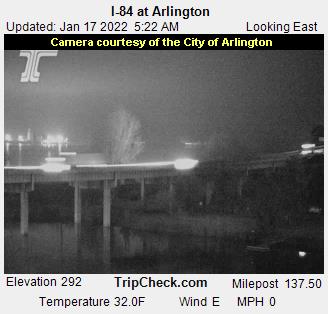 I-84 at Arlington
Updated: Jan 17 2022 5:22 AM Looking East
Camera courtesy of the City of Arlington
Elevation 292 TripCheck.com Milepost 137.50
Temperature 32.0F Wind E MPH 0